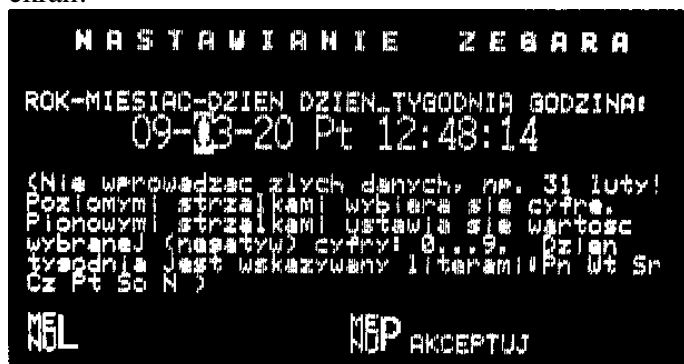 NASTAWIANIE ZEGARA
ROK-MIESIAC-DZIEN DZIEN_TYGODNIA GODZINA:
09-03-20 Pt 12:48:14
(Nie wprowadzac zlych danych, np. 31 luty!
Poziomymi strzalkami wybiera sie cyfre.
Pionowymi strzalkami ustawia sie wartosc
wybranej (negatyw) cyfry: 0...9. Dzien
tygodnia jest wskazywany literami:Pn Wt Sr
Cz Pt So N )
MENU L MENU P AKCEPTUJ